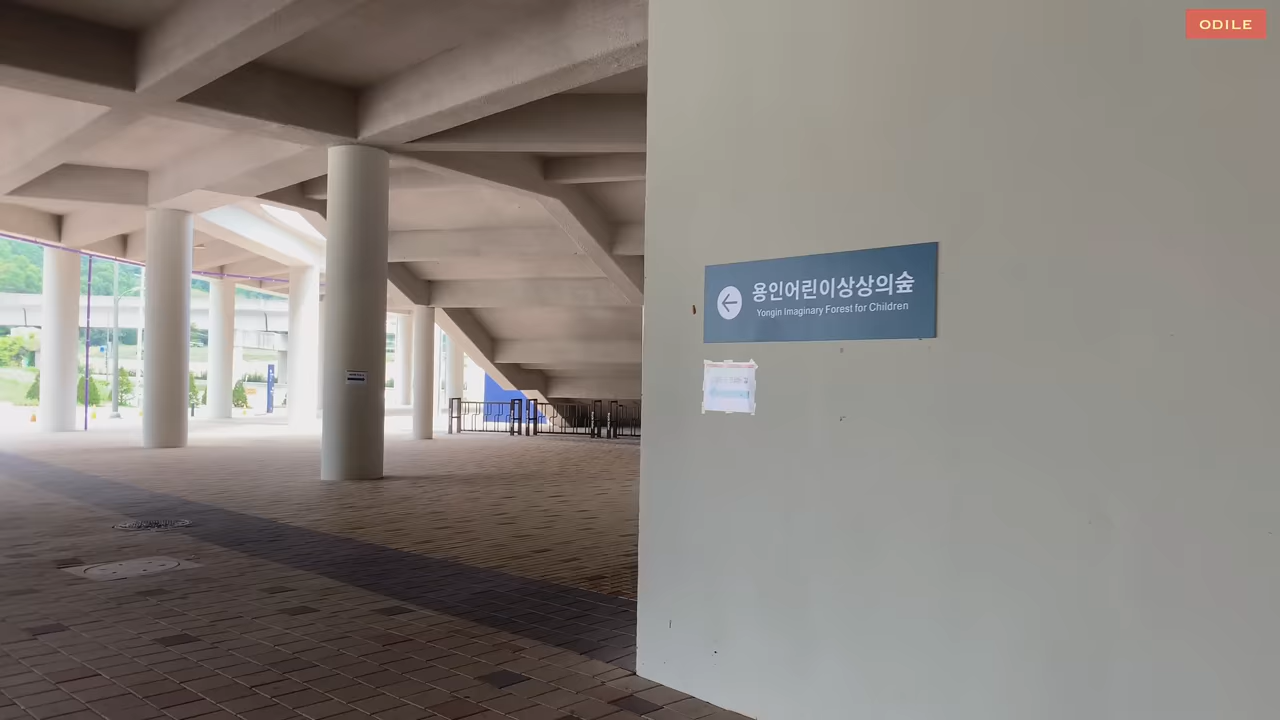 ODILE
용인어린이상상의숲
Yongin Imaginary Forest for Children